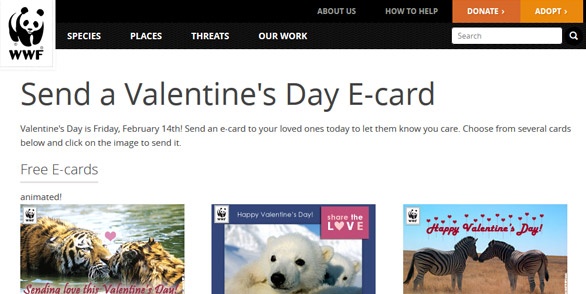 ABOUT US HOW TO HELP DONATE > ADOPT >
WWF
SPECIES PLACES THREATS OUR WORK Search
Send a Valentine's Day E-card
Valentine's Day is Friday, February 14th! Send an e-card to your loved ones today to let them know you care. Choose from several cards
below and click on the image to send it.
Free E-cards
animated!
WWF
Sending love this Valentine's Day!
WWF Happy Valentine's Day! share the
LOVE
WWF
Happy Valentine's Day!